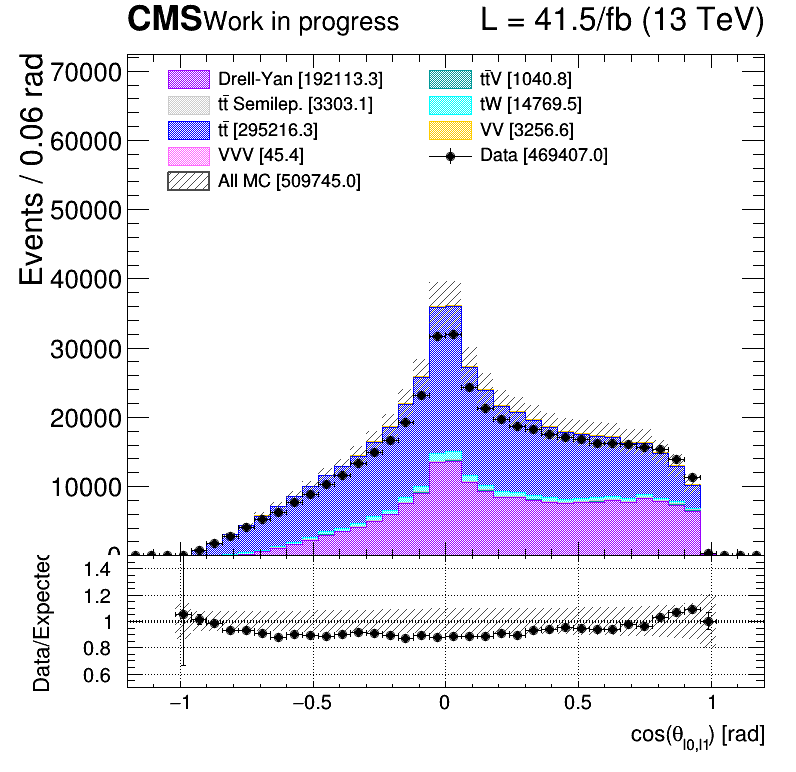 CMS Work in progress L = 41.5/fb (13 TeV)
Events / 0.06 rad
70000
60000
50000
40000
30000
20000
10000
0
Drell-Yan [192113.3]
tt̄ Semilep. [3303.1]
tt̄ [295216.3]
VVV [45.4]
All MC [509745.0]
tt̄V [1040.8]
tW [14769.5]
VV [3256.6]
Data [469407.0]
Data/Expected
1.4
1.2
1
0.8
0.6
−1 −0.5 0 0.5 1
cos(θl0,l1) [rad]